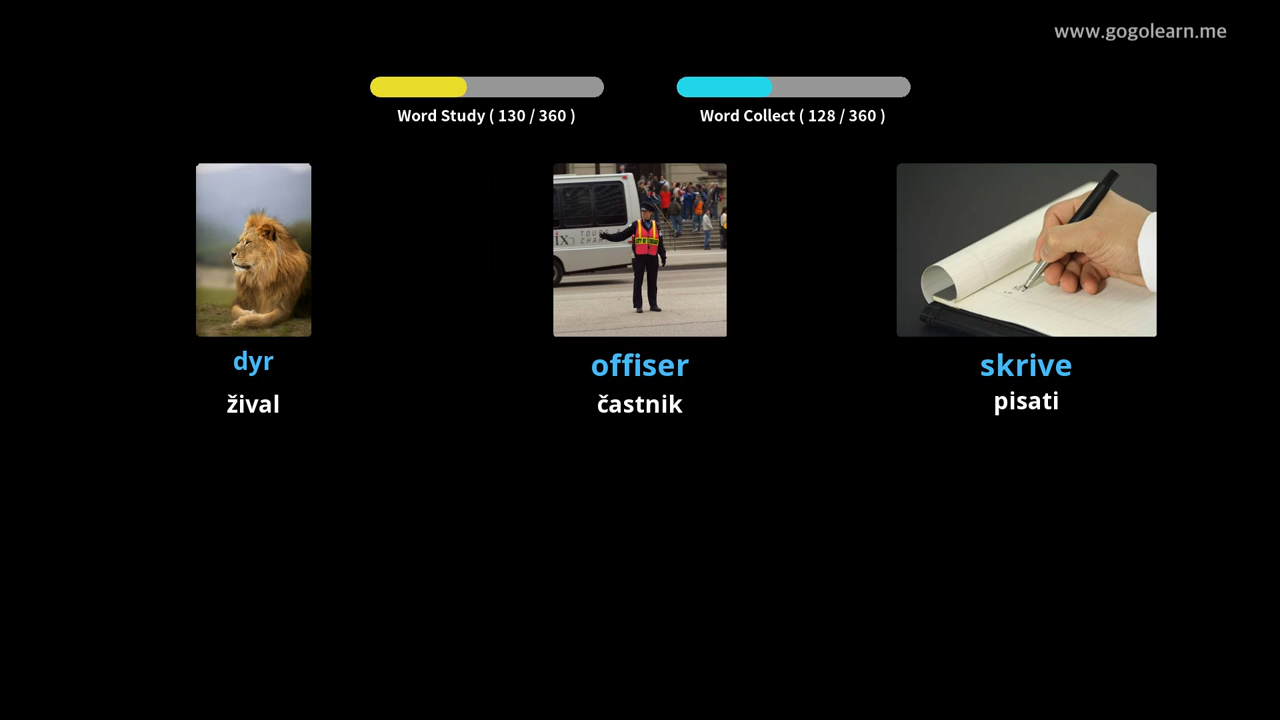 www.gogolearn.me
Word Study ( 130 / 360 )
Word Collect ( 128 / 360 )
dyr
offiser
skrive
žival
častnik
pisati